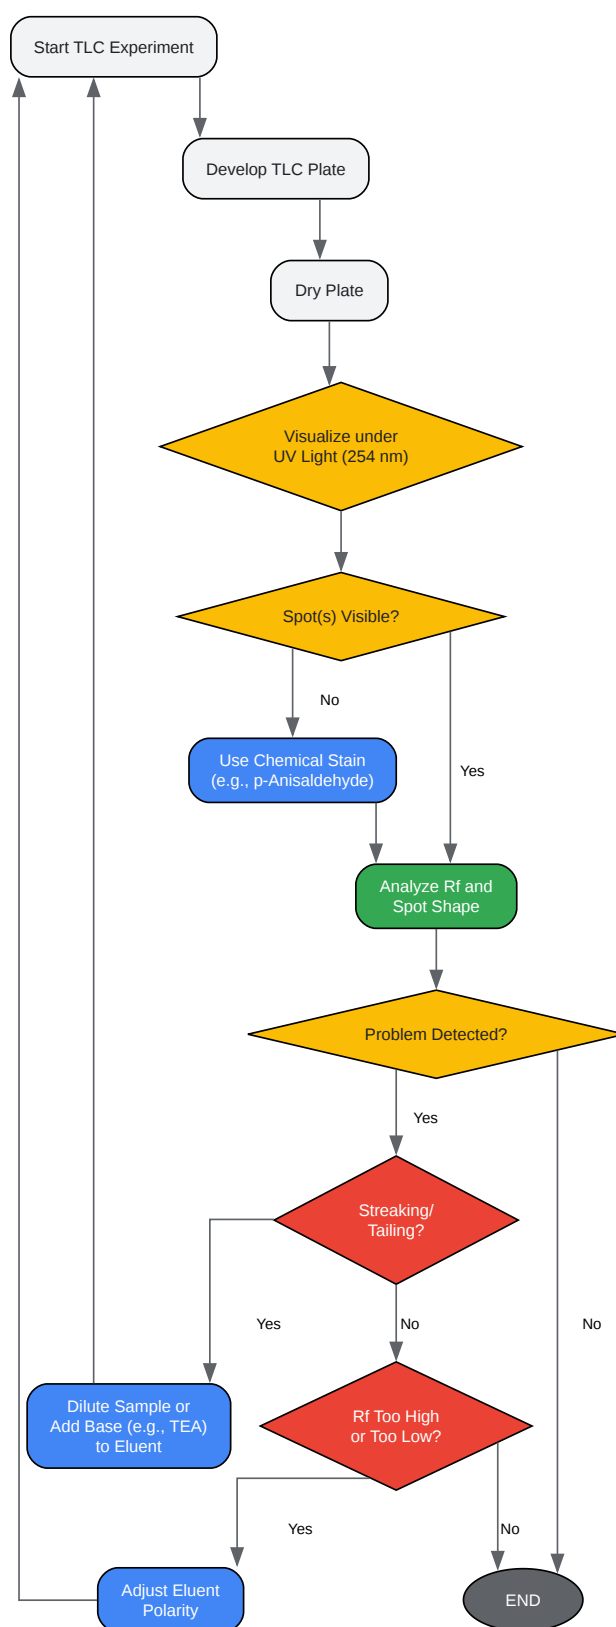 Start TLC Experiment
Develop TLC Plate
Dry Plate
Visualize under
UV Light (254 nm)
Spot(s) Visible?
No
Use Chemical Stain
(e.g., p-Anisaldehyde)
Yes
Analyze Rf and
Spot Shape
Problem Detected?
Yes
Streaking/
Tailing?
Yes
No
No
Dilute Sample or
Add Base (e.g., TEA)
to Eluent
Rf Too High
or Too Low?
Yes
No
Adjust Eluent
Polarity
END